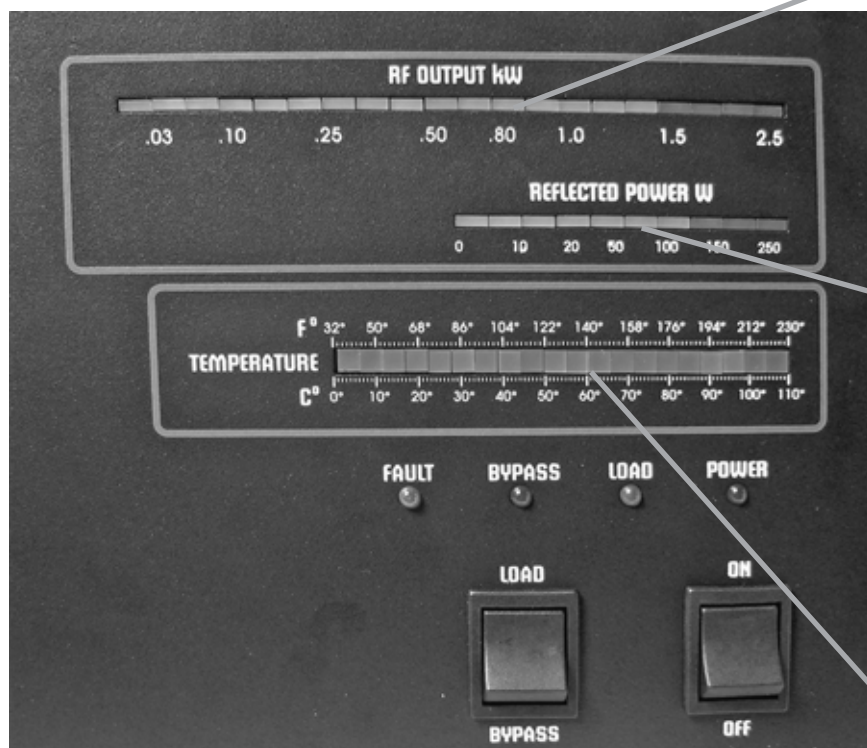 RF OUTPUT kW
.03 .10 .25 .50 .80 1.0 1.5 2.5
REFLECTED POWER W
0 10 20 50 100 150 250
F° 32° 50° 68° 86° 104° 122° 140° 158° 176° 194° 212° 230°
TEMPERATURE
C° 0° 10° 20° 30° 40° 50° 60° 70° 80° 90° 100° 110°
FAULT BYPASS LOAD POWER
LOAD ON
BYPASS OFF